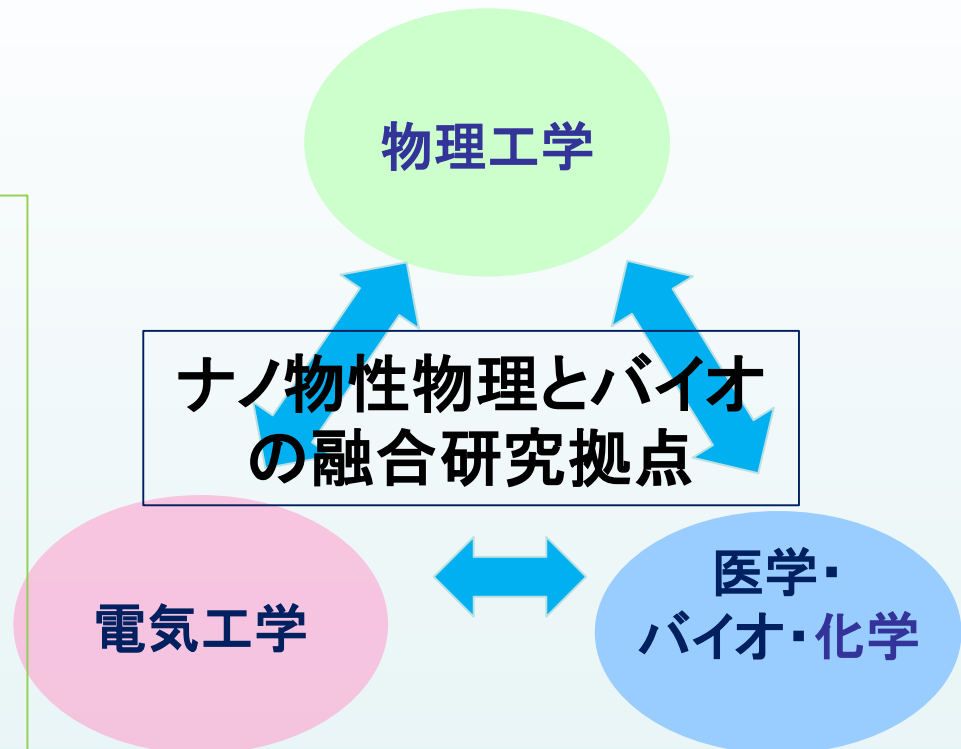 物理工学
ナノ物性物理とバイオ
の融合研究拠点
電気工学
医学・
バイオ・化学